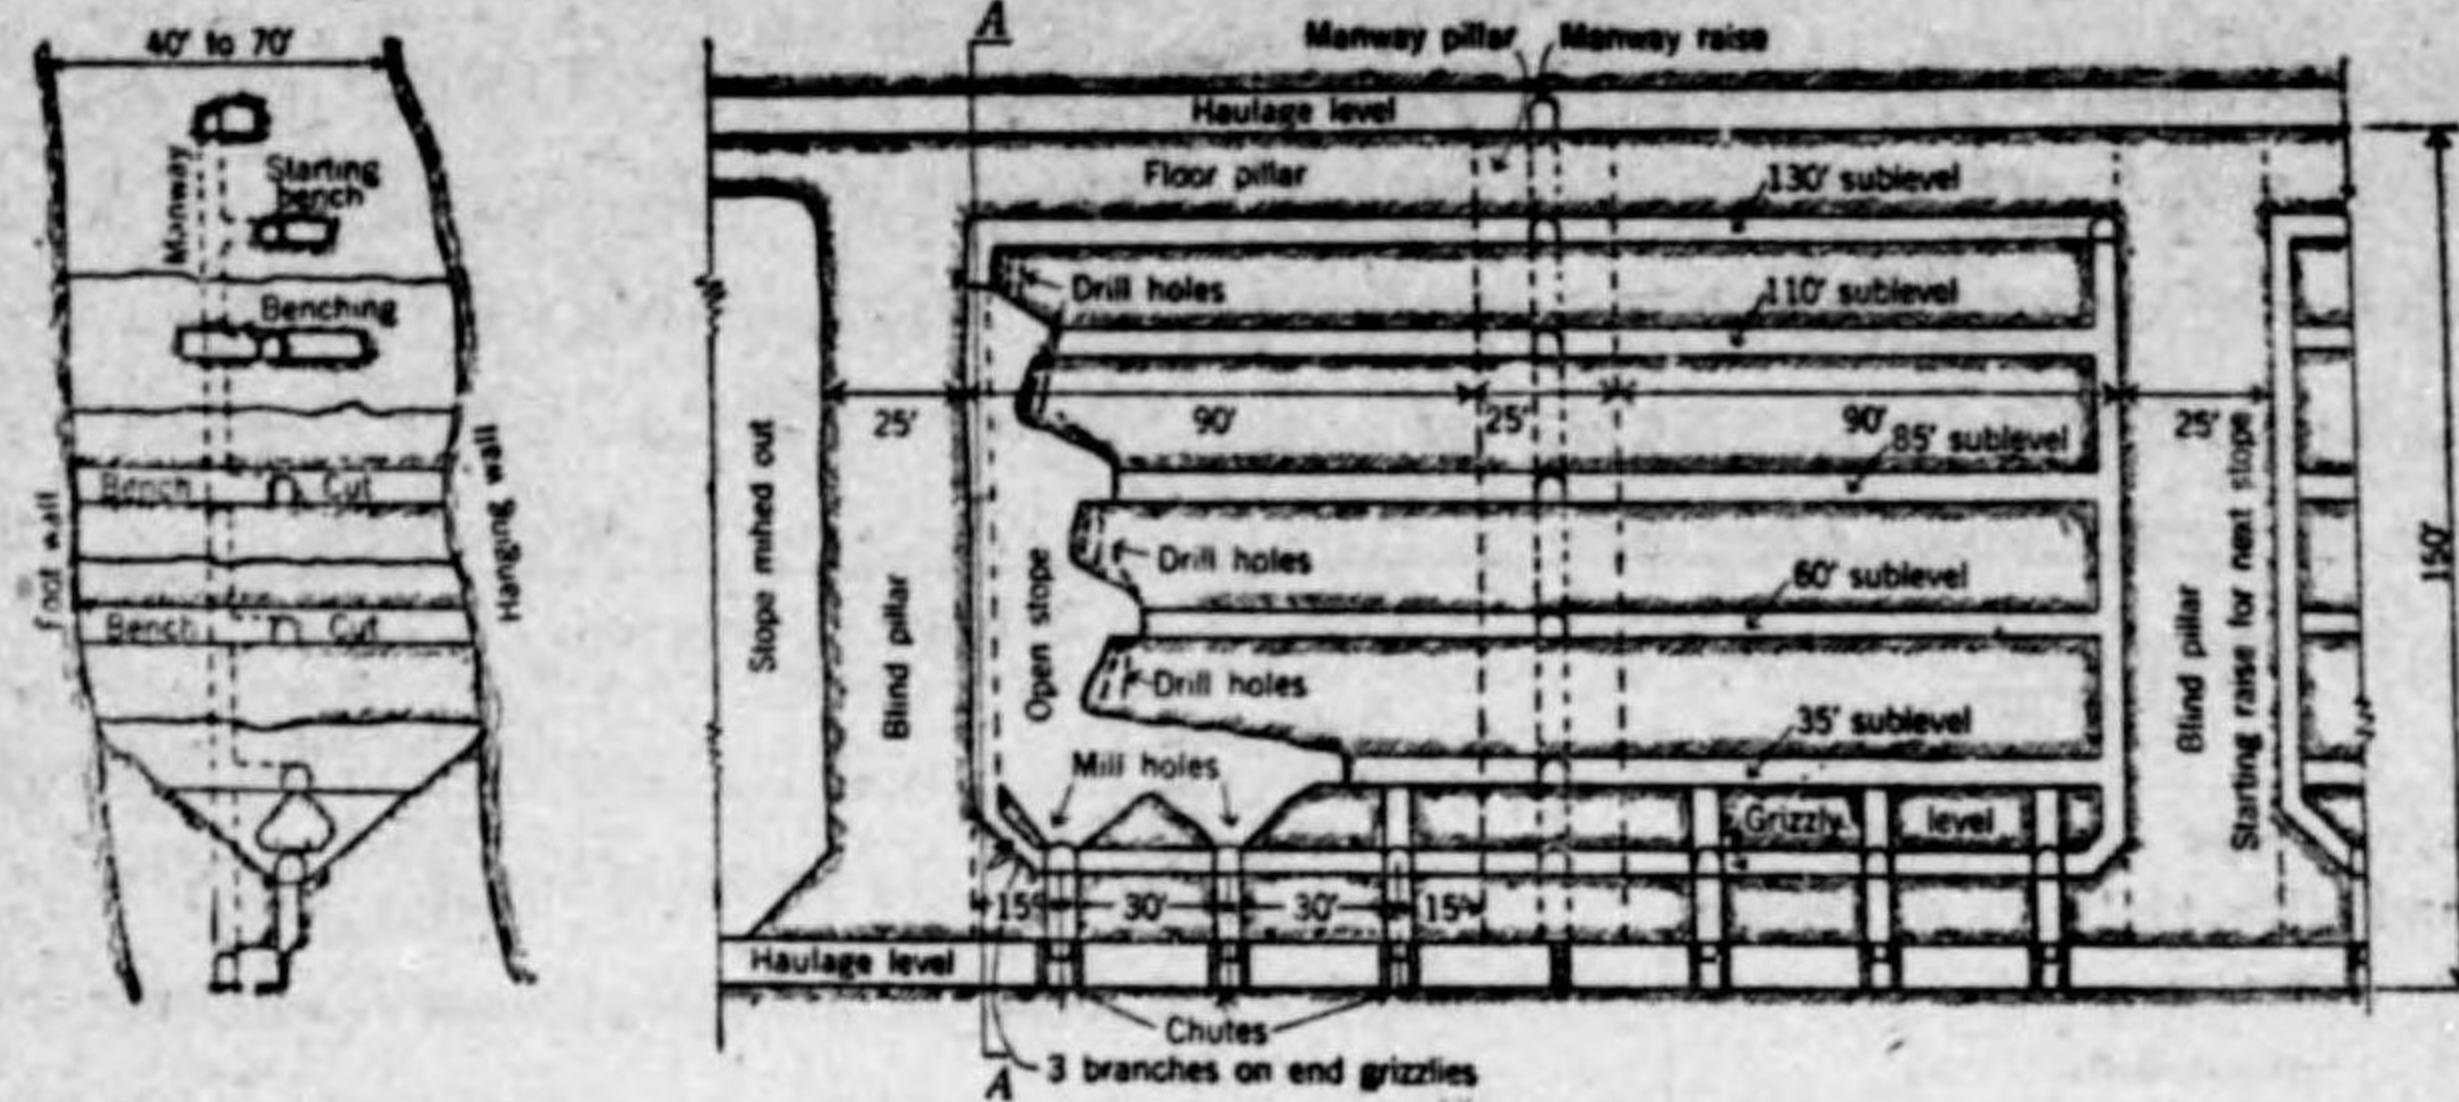 40' to 70'
Manway
Starting
bench
Benching
Bench Cut
Bench Cut
Foot wall
Hanging wall
A
Manway pillar
Manway raise
Haulage level
Floor pillar
130' sublevel
Drill holes
110' sublevel
25'
90'
25'
90'
25'
85' sublevel
Stope mined out
Blind pillar
Open stope
Drill holes
60' sublevel
Drill holes
35' sublevel
Mill holes
Grizzly level
Blind pillar
Starting raise for next stope
150'
15'
30'
30'
15'
Haulage level
Chutes
3 branches on end grizzlies
A